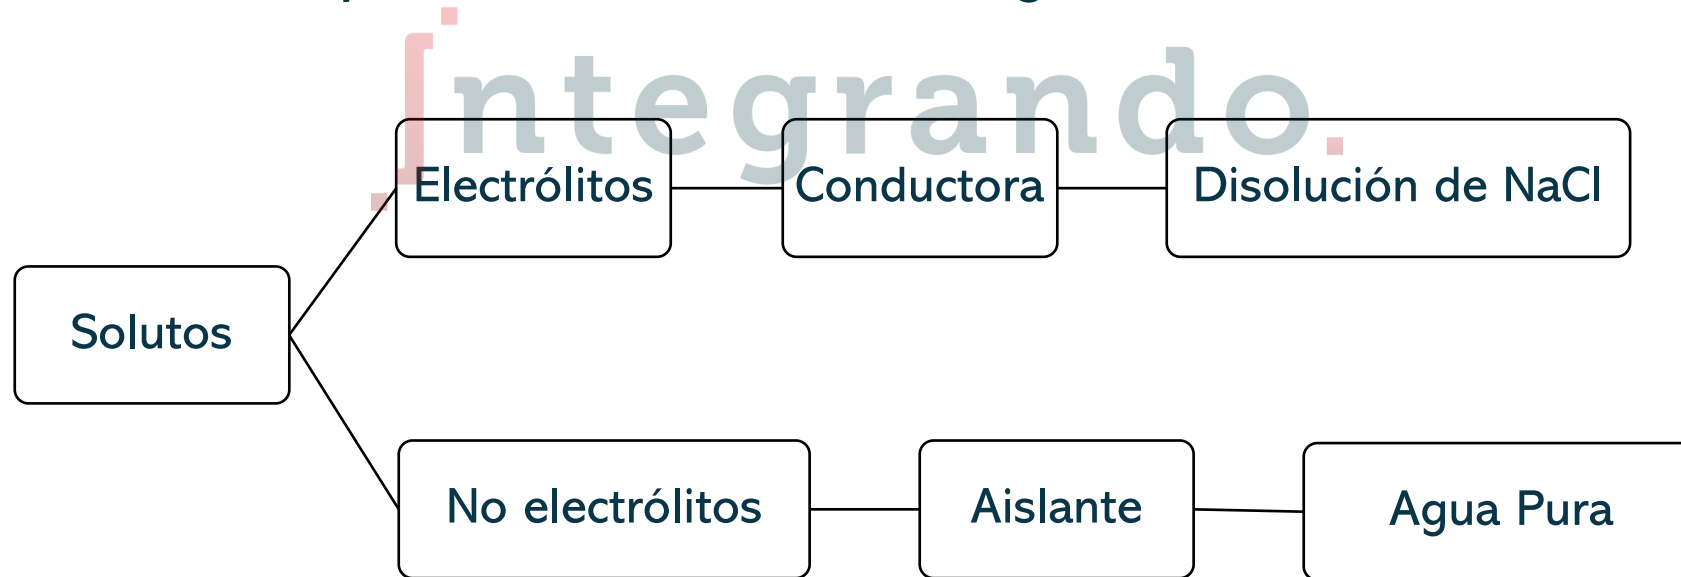 integrando.
Electrólitos
Conductora
Disolución de NaCl
Solutos
No electrólitos
Aislante
Agua Pura